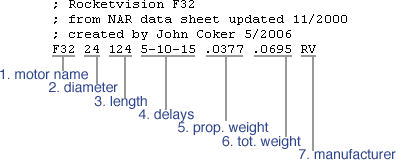 ; Rocketvision F32
; from NAR data sheet updated 11/2000
; created by John Coker 5/2006
F32 24 124 5-10-15 .0377 .0695 RV
1. motor name
2. diameter
3. length
4. delays
5. prop. weight
6. tot. weight
7. manufacturer